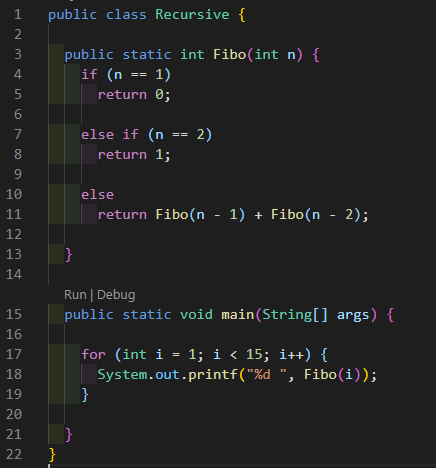 1 public class Recursive {
2
3 public static int Fibo(int n) {
4 if (n == 1)
5 return 0;
6
7 else if (n == 2)
8 return 1;
9
10 else
11 return Fibo(n - 1) + Fibo(n - 2);
12
13 }
14
Run | Debug
15 public static void main(String[] args) {
16
17 for (int i = 1; i < 15; i++) {
18 System.out.printf("%d ", Fibo(i));
19 }
20
21 }
22 }